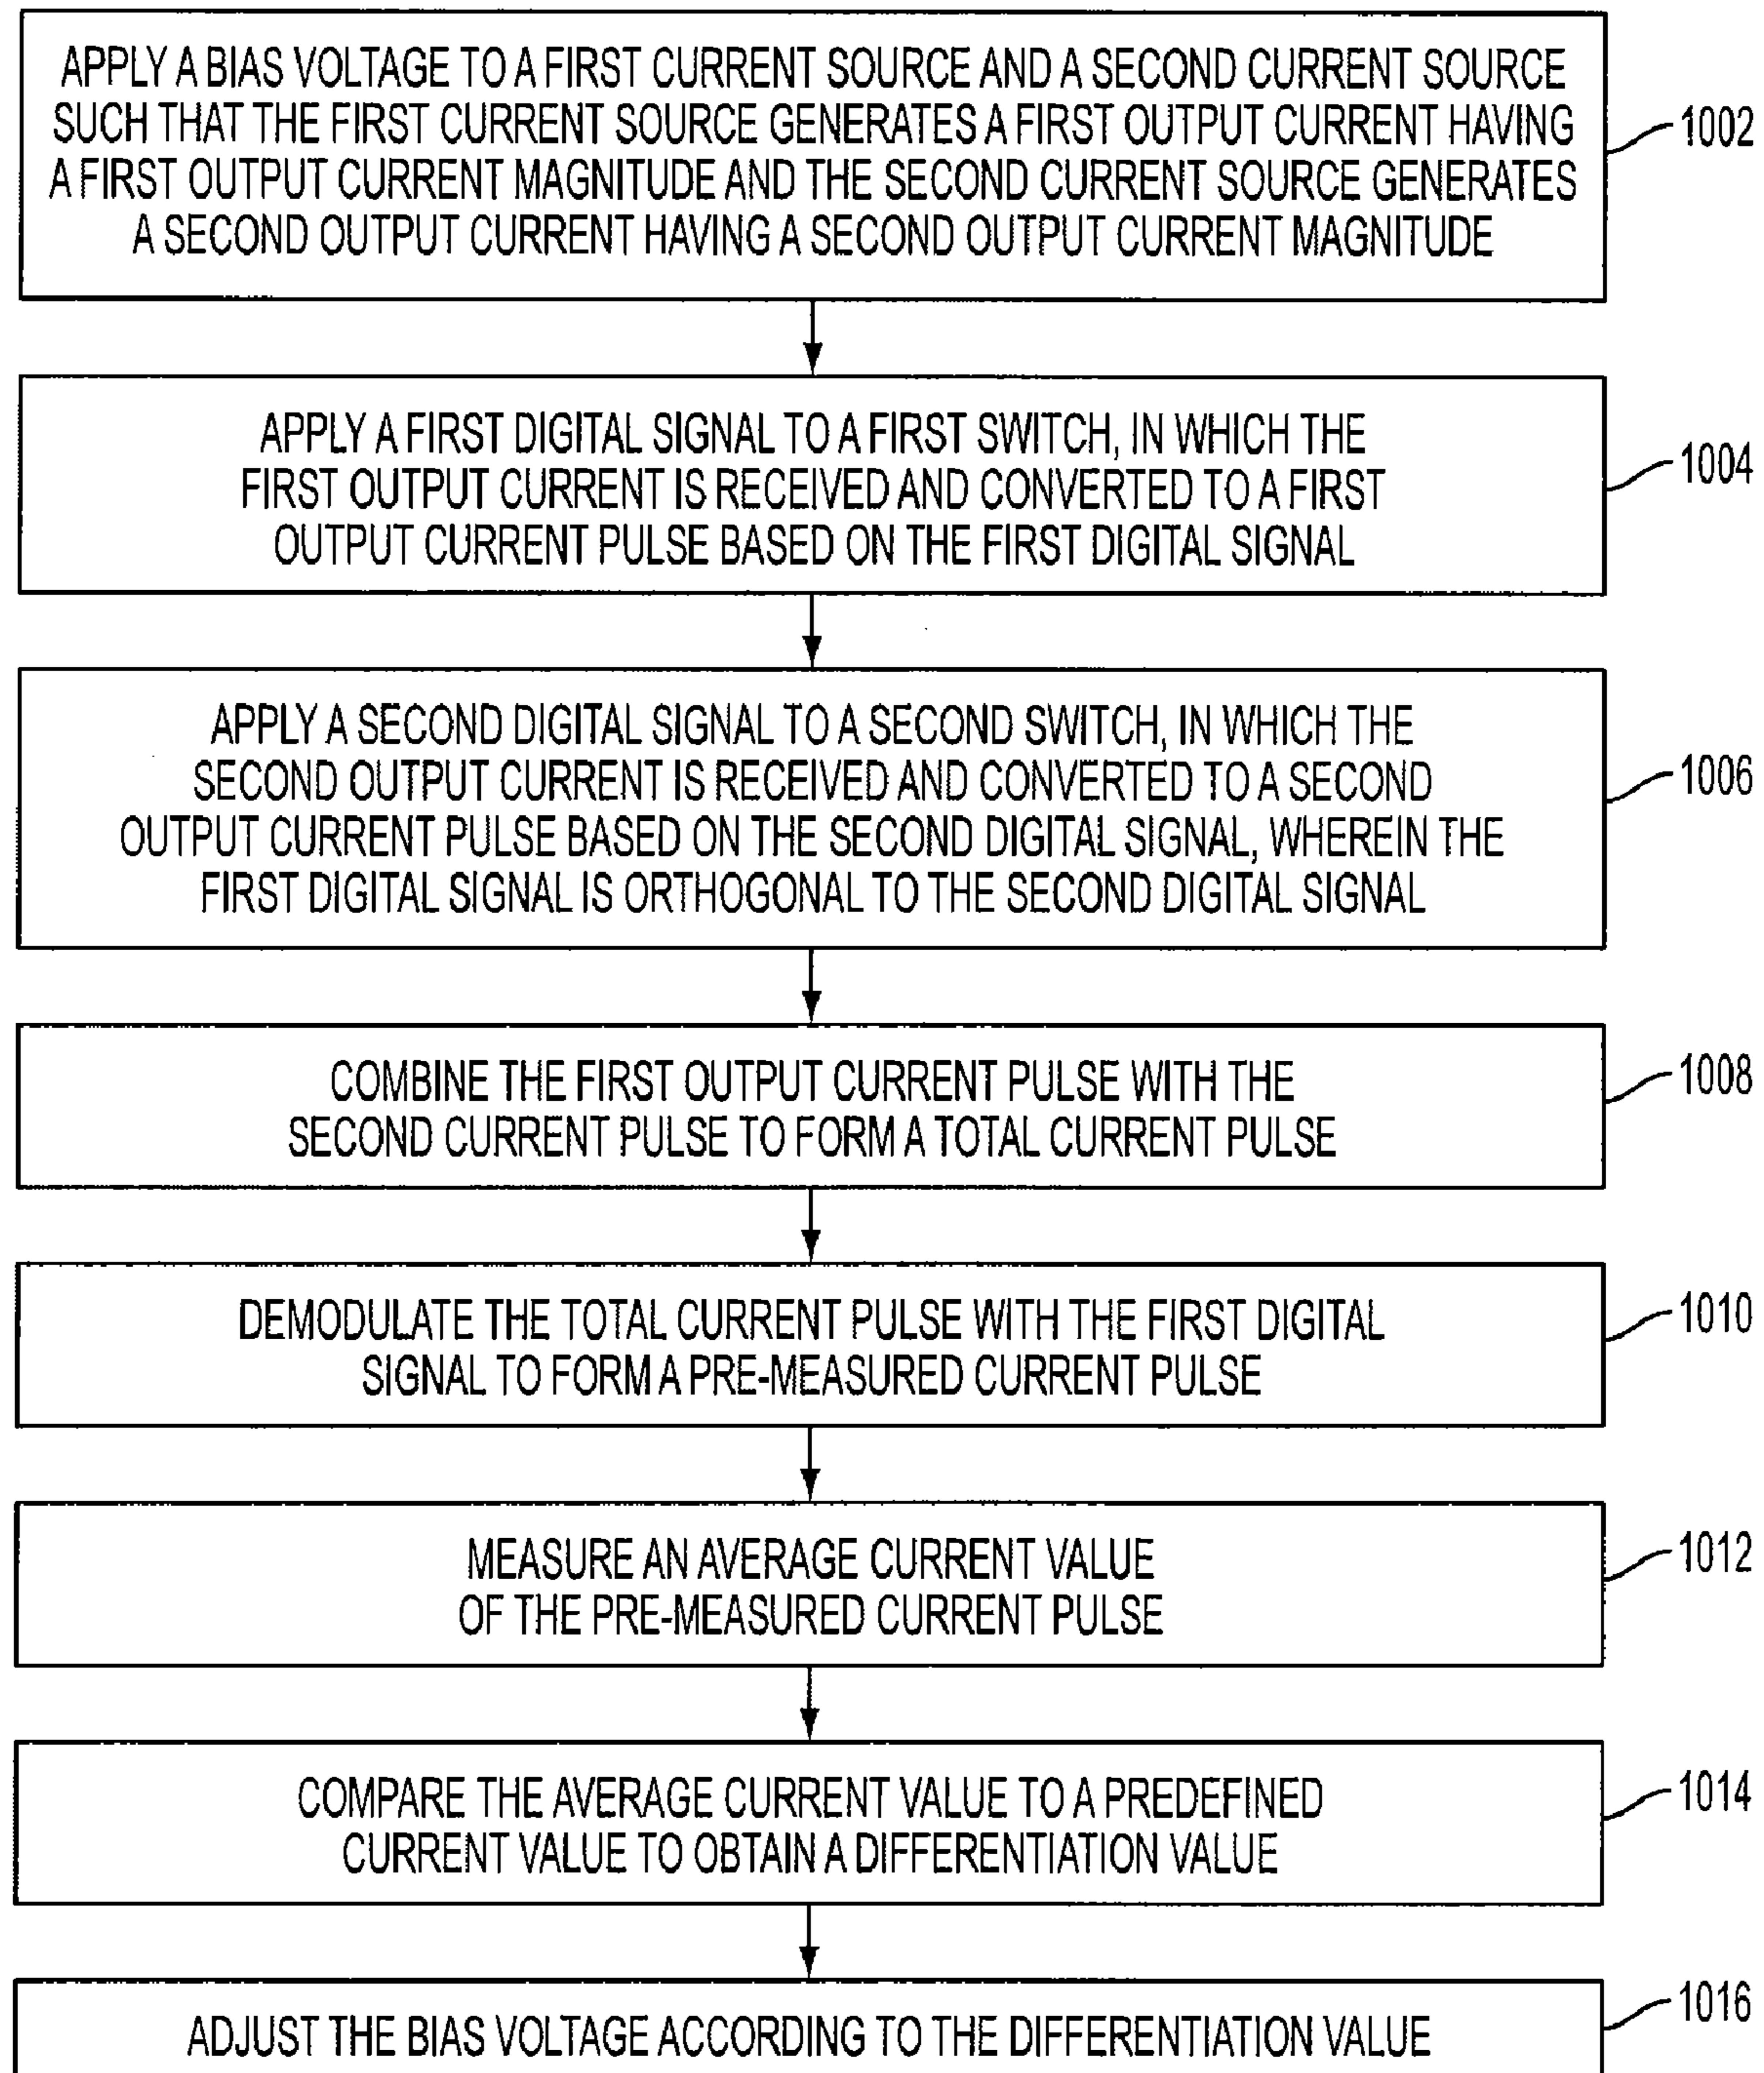 APPLY A BIAS VOLTAGE TO A FIRST CURRENT SOURCE AND A SECOND CURRENT SOURCE
SUCH THAT THE FIRST CURRENT SOURCE GENERATES A FIRST OUTPUT CURRENT HAVING
A FIRST OUTPUT CURRENT MAGNITUDE AND THE SECOND CURRENT SOURCE GENERATES
A SECOND OUTPUT CURRENT HAVING A SECOND OUTPUT CURRENT MAGNITUDE
1002
APPLY A FIRST DIGITAL SIGNAL TO A FIRST SWITCH, IN WHICH THE
FIRST OUTPUT CURRENT IS RECEIVED AND CONVERTED TO A FIRST
OUTPUT CURRENT PULSE BASED ON THE FIRST DIGITAL SIGNAL
1004
APPLY A SECOND DIGITAL SIGNAL TO A SECOND SWITCH, IN WHICH THE
SECOND OUTPUT CURRENT IS RECEIVED AND CONVERTED TO A SECOND
OUTPUT CURRENT PULSE BASED ON THE SECOND DIGITAL SIGNAL, WHEREIN THE
FIRST DIGITAL SIGNAL IS ORTHOGONAL TO THE SECOND DIGITAL SIGNAL
1006
COMBINE THE FIRST OUTPUT CURRENT PULSE WITH THE
SECOND CURRENT PULSE TO FORM A TOTAL CURRENT PULSE
1008
DEMODULATE THE TOTAL CURRENT PULSE WITH THE FIRST DIGITAL
SIGNAL TO FORM A PRE-MEASURED CURRENT PULSE
1010
MEASURE AN AVERAGE CURRENT VALUE
OF THE PRE-MEASURED CURRENT PULSE
1012
COMPARE THE AVERAGE CURRENT VALUE TO A PREDEFINED
CURRENT VALUE TO OBTAIN A DIFFERENTIATION VALUE
1014
ADJUST THE BIAS VOLTAGE ACCORDING TO THE DIFFERENTIATION VALUE
1016